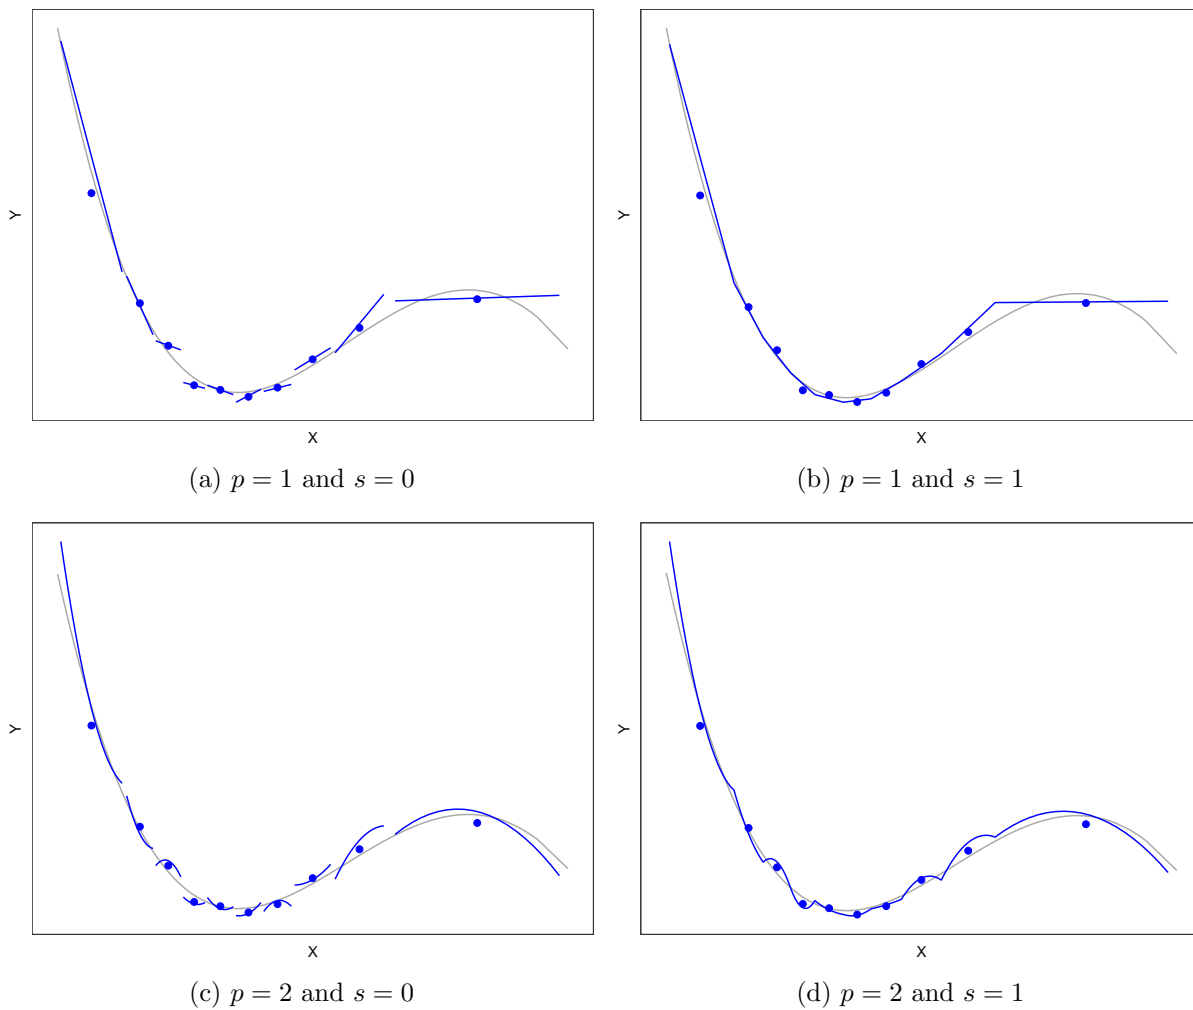 Y
X
(a) p = 1 and s = 0
Y
X
(b) p = 1 and s = 1
Y
X
(c) p = 2 and s = 0
Y
X
(d) p = 2 and s = 1